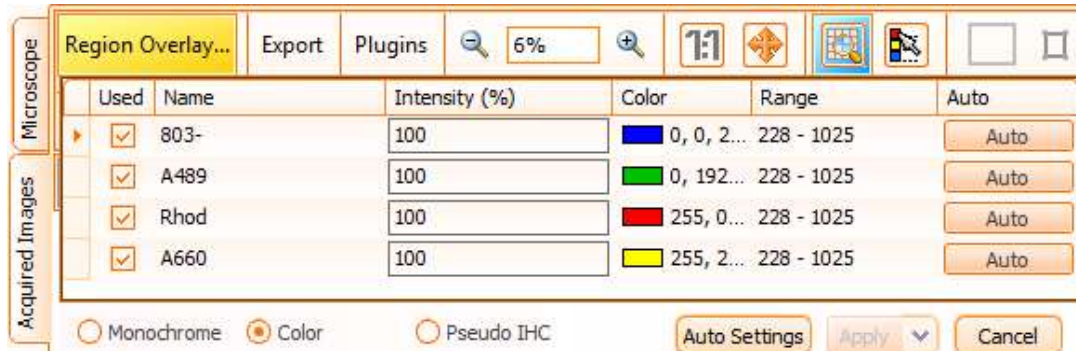 Microscope
Acquired Images
Region Overlay... Export Plugins 6% 1:1
Used Name Intensity (%) Color Range Auto
803- 100 0, 0, 2... 228 - 1025 Auto
A489 100 0, 192... 228 - 1025 Auto
Rhod 100 255, 0... 228 - 1025 Auto
A660 100 255, 2... 228 - 1025 Auto
Monochrome Color Pseudo IHC Auto Settings Apply Cancel